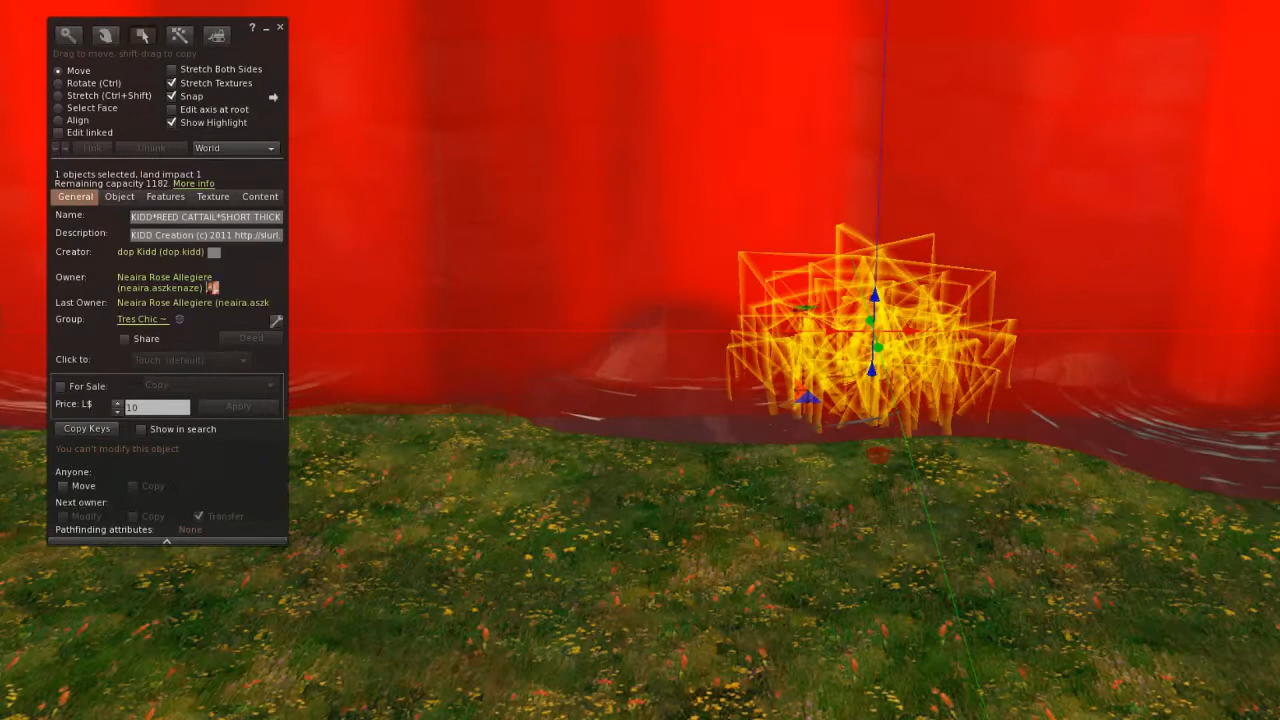 ?
Drag to move, shift-drag to copy
Move
Rotate (Ctrl)
Stretch (Ctrl+Shift)
Select Face
Align
Edit linked
Stretch Both Sides
Stretch Textures
Snap
Edit axis at root
Show Highlight
Link Unlink World
1 objects selected, land impact 1
Remaining capacity 1182. More info
General Object Features Texture Content
Name: KIDD*REED CATTAIL*SHORT THICK
Description: KIDD Creation (c) 2011 http://slurl.
Creator: dop Kidd (dop kidd)
Owner: Neaira Rose Allegiere
(neaira.aszkenaze)
Last Owner: Neaira Rose Allegiere (neaira.aszk
Group: Tres Chic ~
Share Deed
Click to: Touch (default)
For Sale: Copy
Price: L$ 10 Apply
Copy Keys Show in search
You can't modify this object
Anyone:
Move Copy
Next owner:
Modify Copy Transfer
Pathfinding attributes: None